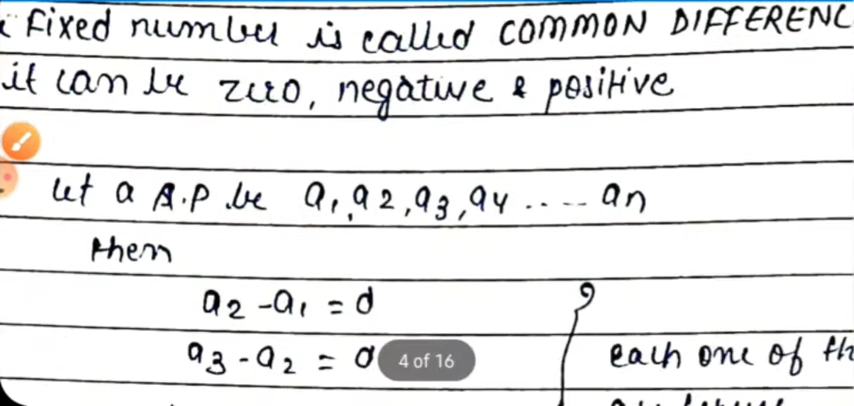 Fixed number is called COMMON DIFFERENC
it can be zero, negative & positive
let a A.P be a1, a2, a3, a4 ..... an
then
a2 - a1 = d
a3 - a2 = d
4 of 16
each one of th